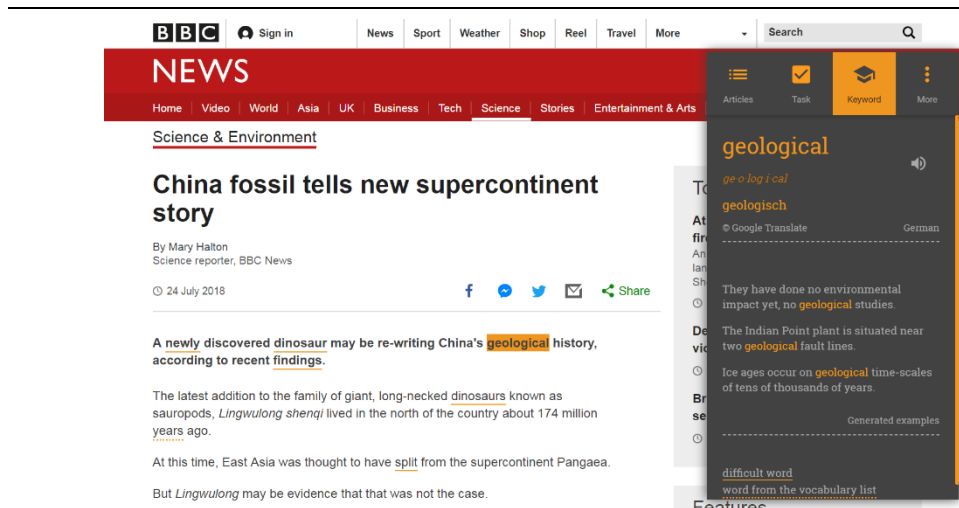 BBC Sign in News Sport Weather Shop Reel Travel More Search
NEWS
Home Video World Asia UK Business Tech Science Stories Entertainment & Arts
Science & Environment
China fossil tells new supercontinent
story
By Mary Halton
Science reporter, BBC News
24 July 2018
Share
A newly discovered dinosaur may be re-writing China's geological history,
according to recent findings.
The latest addition to the family of giant, long-necked dinosaurs known as
sauropods, Lingwulong shenqi lived in the north of the country about 174 million
years ago.
At this time, East Asia was thought to have split from the supercontinent Pangaea.
But Lingwulong may be evidence that that was not the case.
At
An
De
Articles Task Keyword More
geological
ge o log i cal
geologisch
© Google Translate German
They have done no environmental
impact yet, no geological studies.
The Indian Point plant is situated near
two geological fault lines.
Ice ages occur on geological time-scales
of tens of thousands of years.
Generated examples
difficult word
word from the vocabulary list